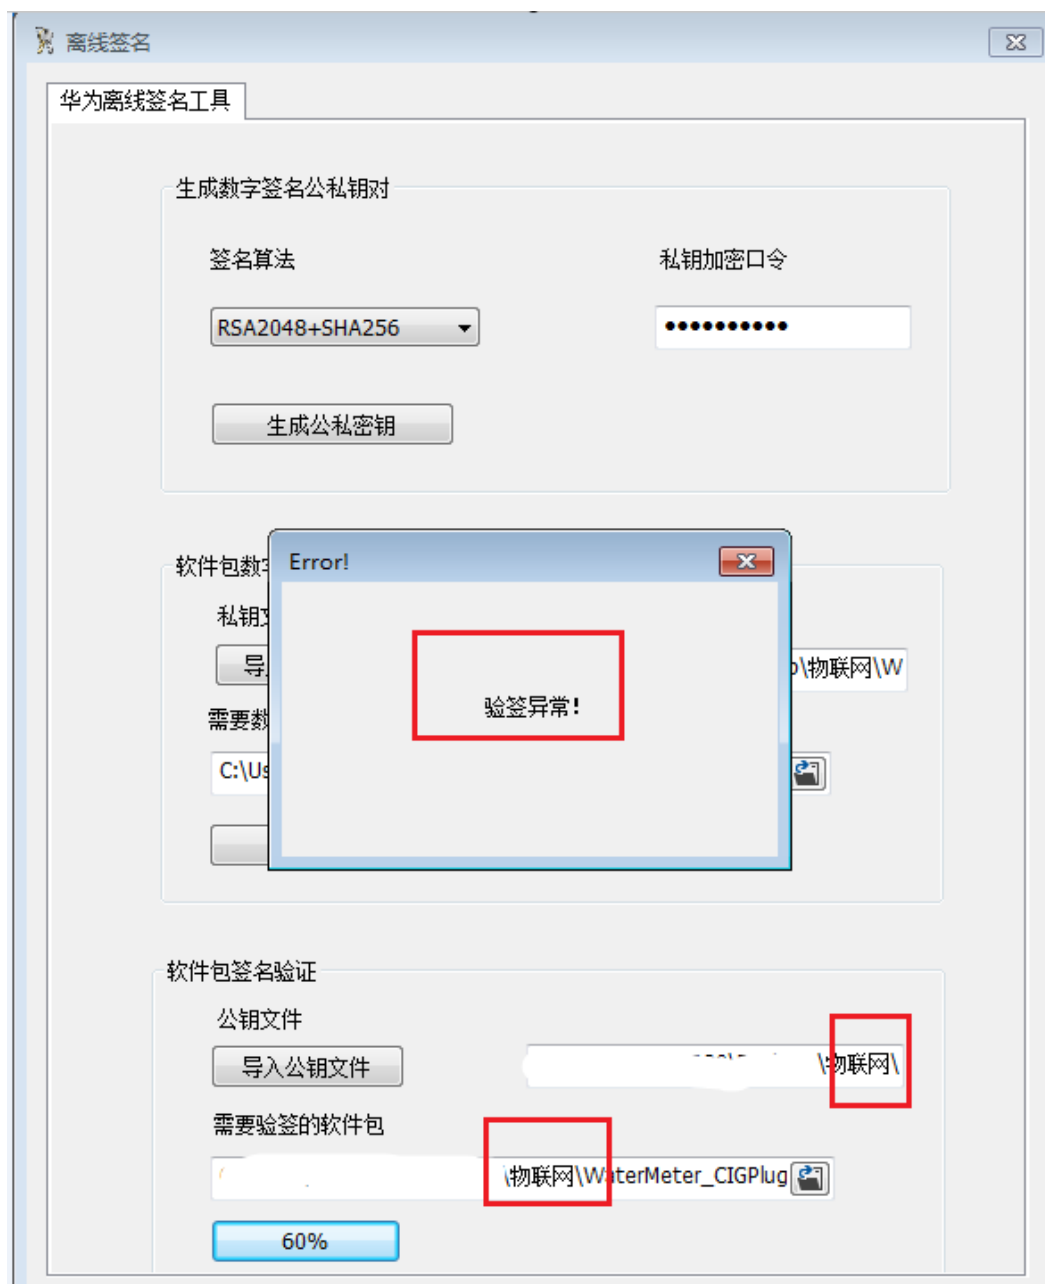 离线签名
华为离线签名工具
生成数字签名公私钥对
签名算法 私钥加密口令
RSA2048+SHA256 ••••••••••
生成公私密钥
软件包数
Error!
私钥
导 \物联网\W
验签异常!
需要数
C:\Us
软件包签名验证
公钥文件
导入公钥文件 \物联网\
需要验签的软件包
\物联网\WaterMeter_CIGPlug
60%